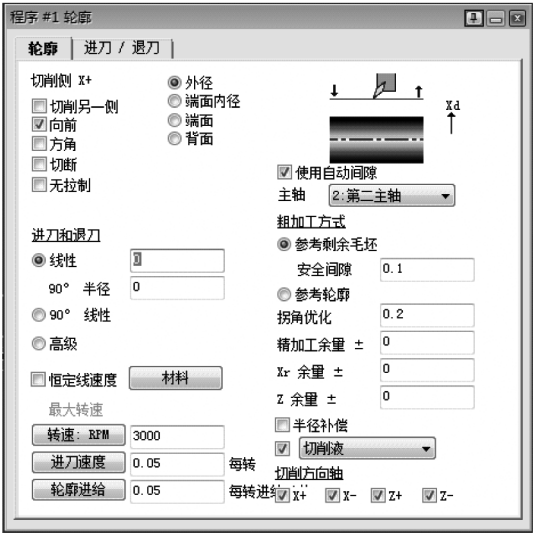 程序 #1 轮廓
轮廓 进刀 / 退刀
切削侧 X+
切削另一侧
向前
方角
切断
无拉制
外径
端面内径
端面
背面
Xd
使用自动间隙
主轴 2:第二主轴
粗加工方式
参考剩余毛坯
安全间隙 0.1
参考轮廓
拐角优化 0.2
精加工余量 ± 0
Xr 余量 ± 0
Z 余量 ± 0
半径补偿
切削液
切削方向轴
X+ X- Z+ Z-
进刀和退刀
线性 0
90° 半径 0
90° 线性
高级
恒定线速度 材料
最大转速
转速: RPM 3000
进刀速度 0.05 每转
轮廓进给 0.05 每转进给